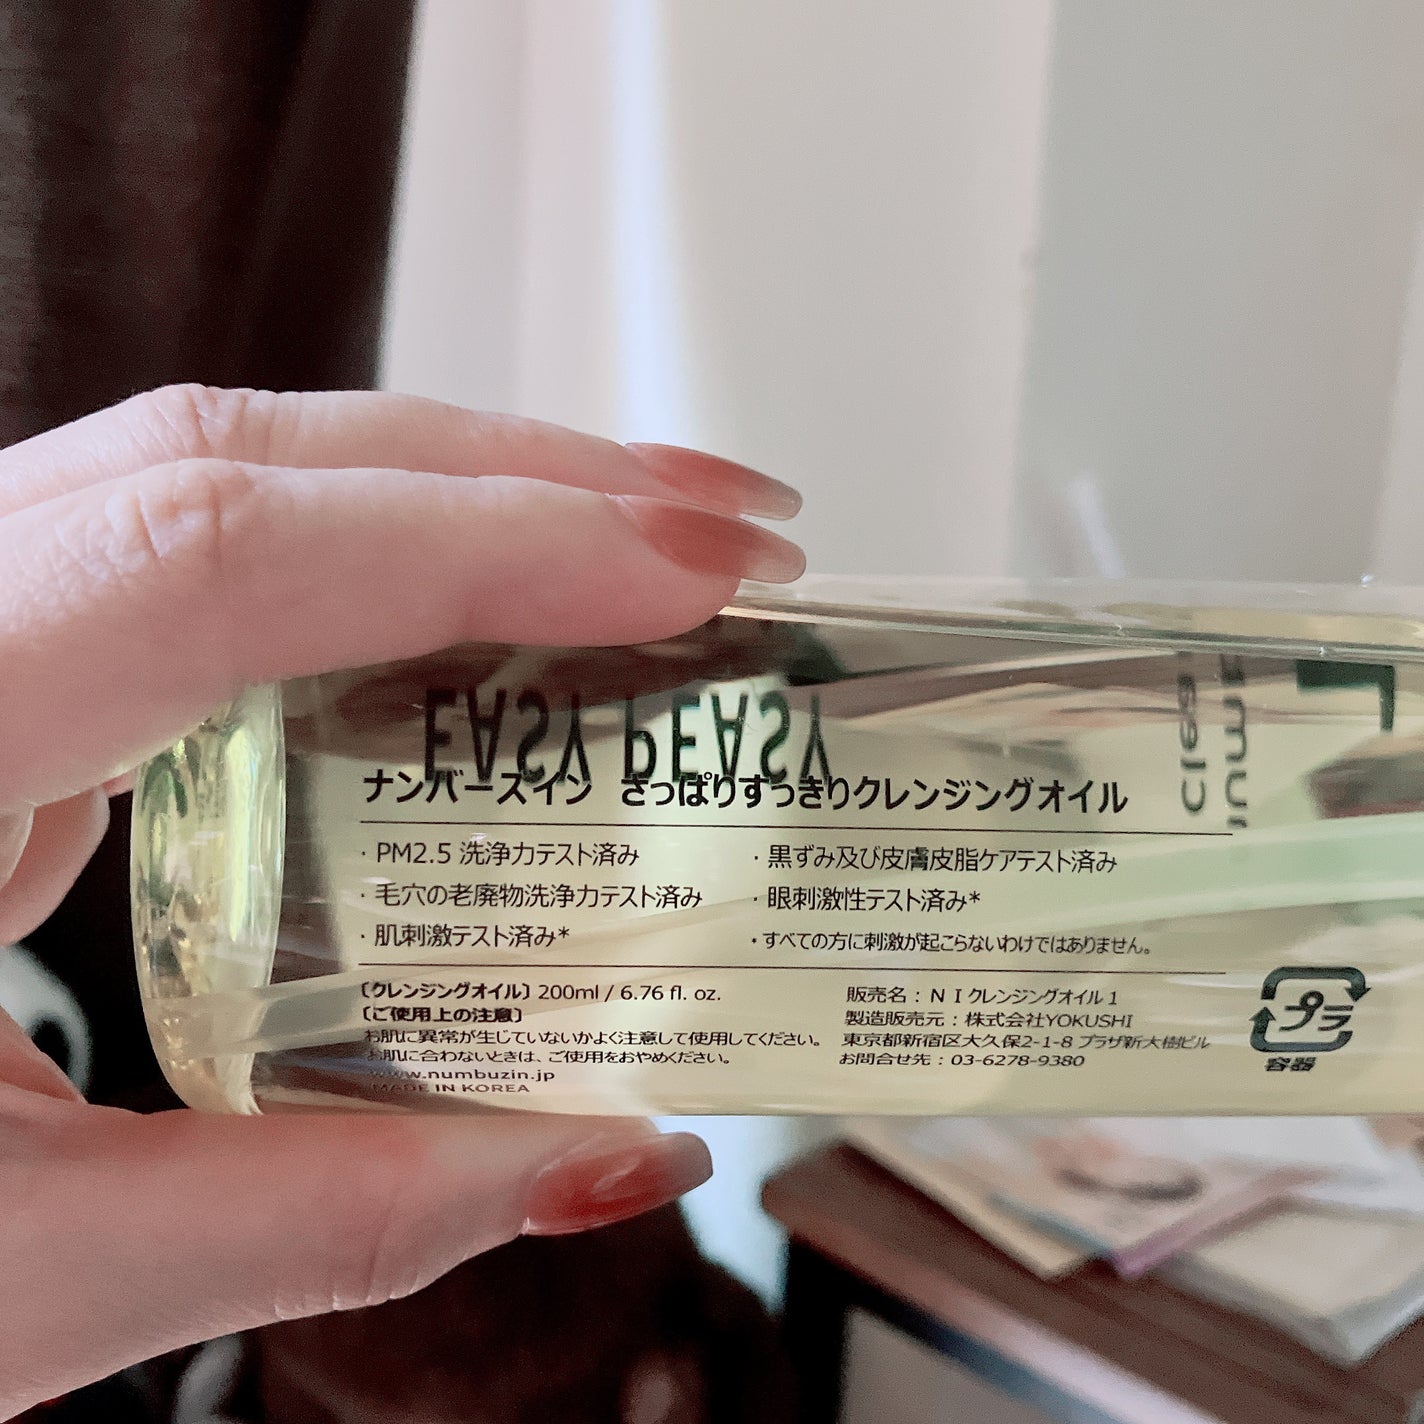 EASY PEASY
ナンバーズイン さっぱりすっきりクレンジングオイル
・PM2.5 洗浄力テスト済み
・毛穴の老廃物洗浄力テスト済み
・肌刺激テスト済み*
・黒ずみ及び皮膚皮脂ケアテスト済み
・眼刺激性テスト済み*
・すべての方に刺激が起こらないわけではありません。
〔クレンジングオイル〕 200ml / 6.76 fl. oz.
〔ご使用上の注意〕
お肌に異常が生じていないかよく注意して使用してください。
お肌に合わないときは、ご使用をおやめください。
www.numbuzin.jp
MADE IN KOREA
販売名：ＮＩクレンジングオイル1
製造販売元：株式会社YOKUSHI
東京都新宿区大久保2-1-8 プラザ新大樹ビル
お問合せ先：03-6278-9380
プラ
容器